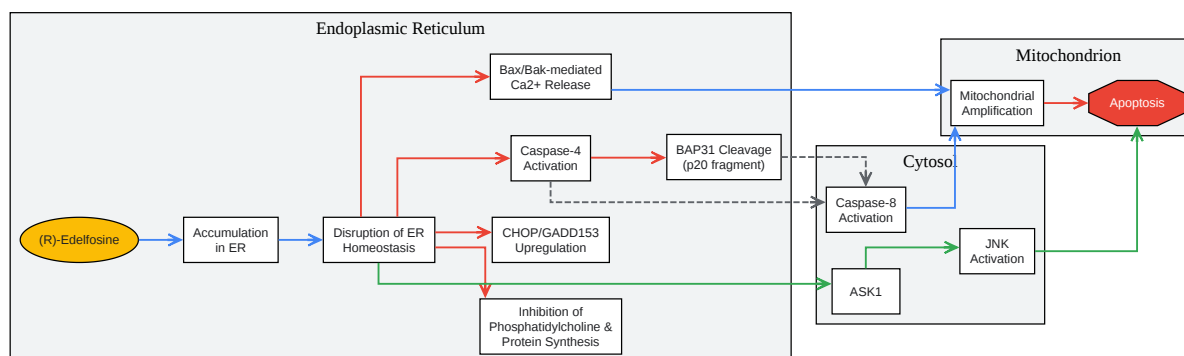 Endoplasmic Reticulum
Mitochondrion
Bax/Bak-mediated
Ca2+ Release
Mitochondrial
Amplification
Apoptosis
Caspase-4
Activation
BAP31 Cleavage
(p20 fragment)
Cytosol
Caspase-8
Activation
(R)-Edelfosine
Accumulation
in ER
Disruption of ER
Homeostasis
CHOP/GADD153
Upregulation
JNK
Activation
ASK1
Inhibition of
Phosphatidylcholine &
Protein Synthesis